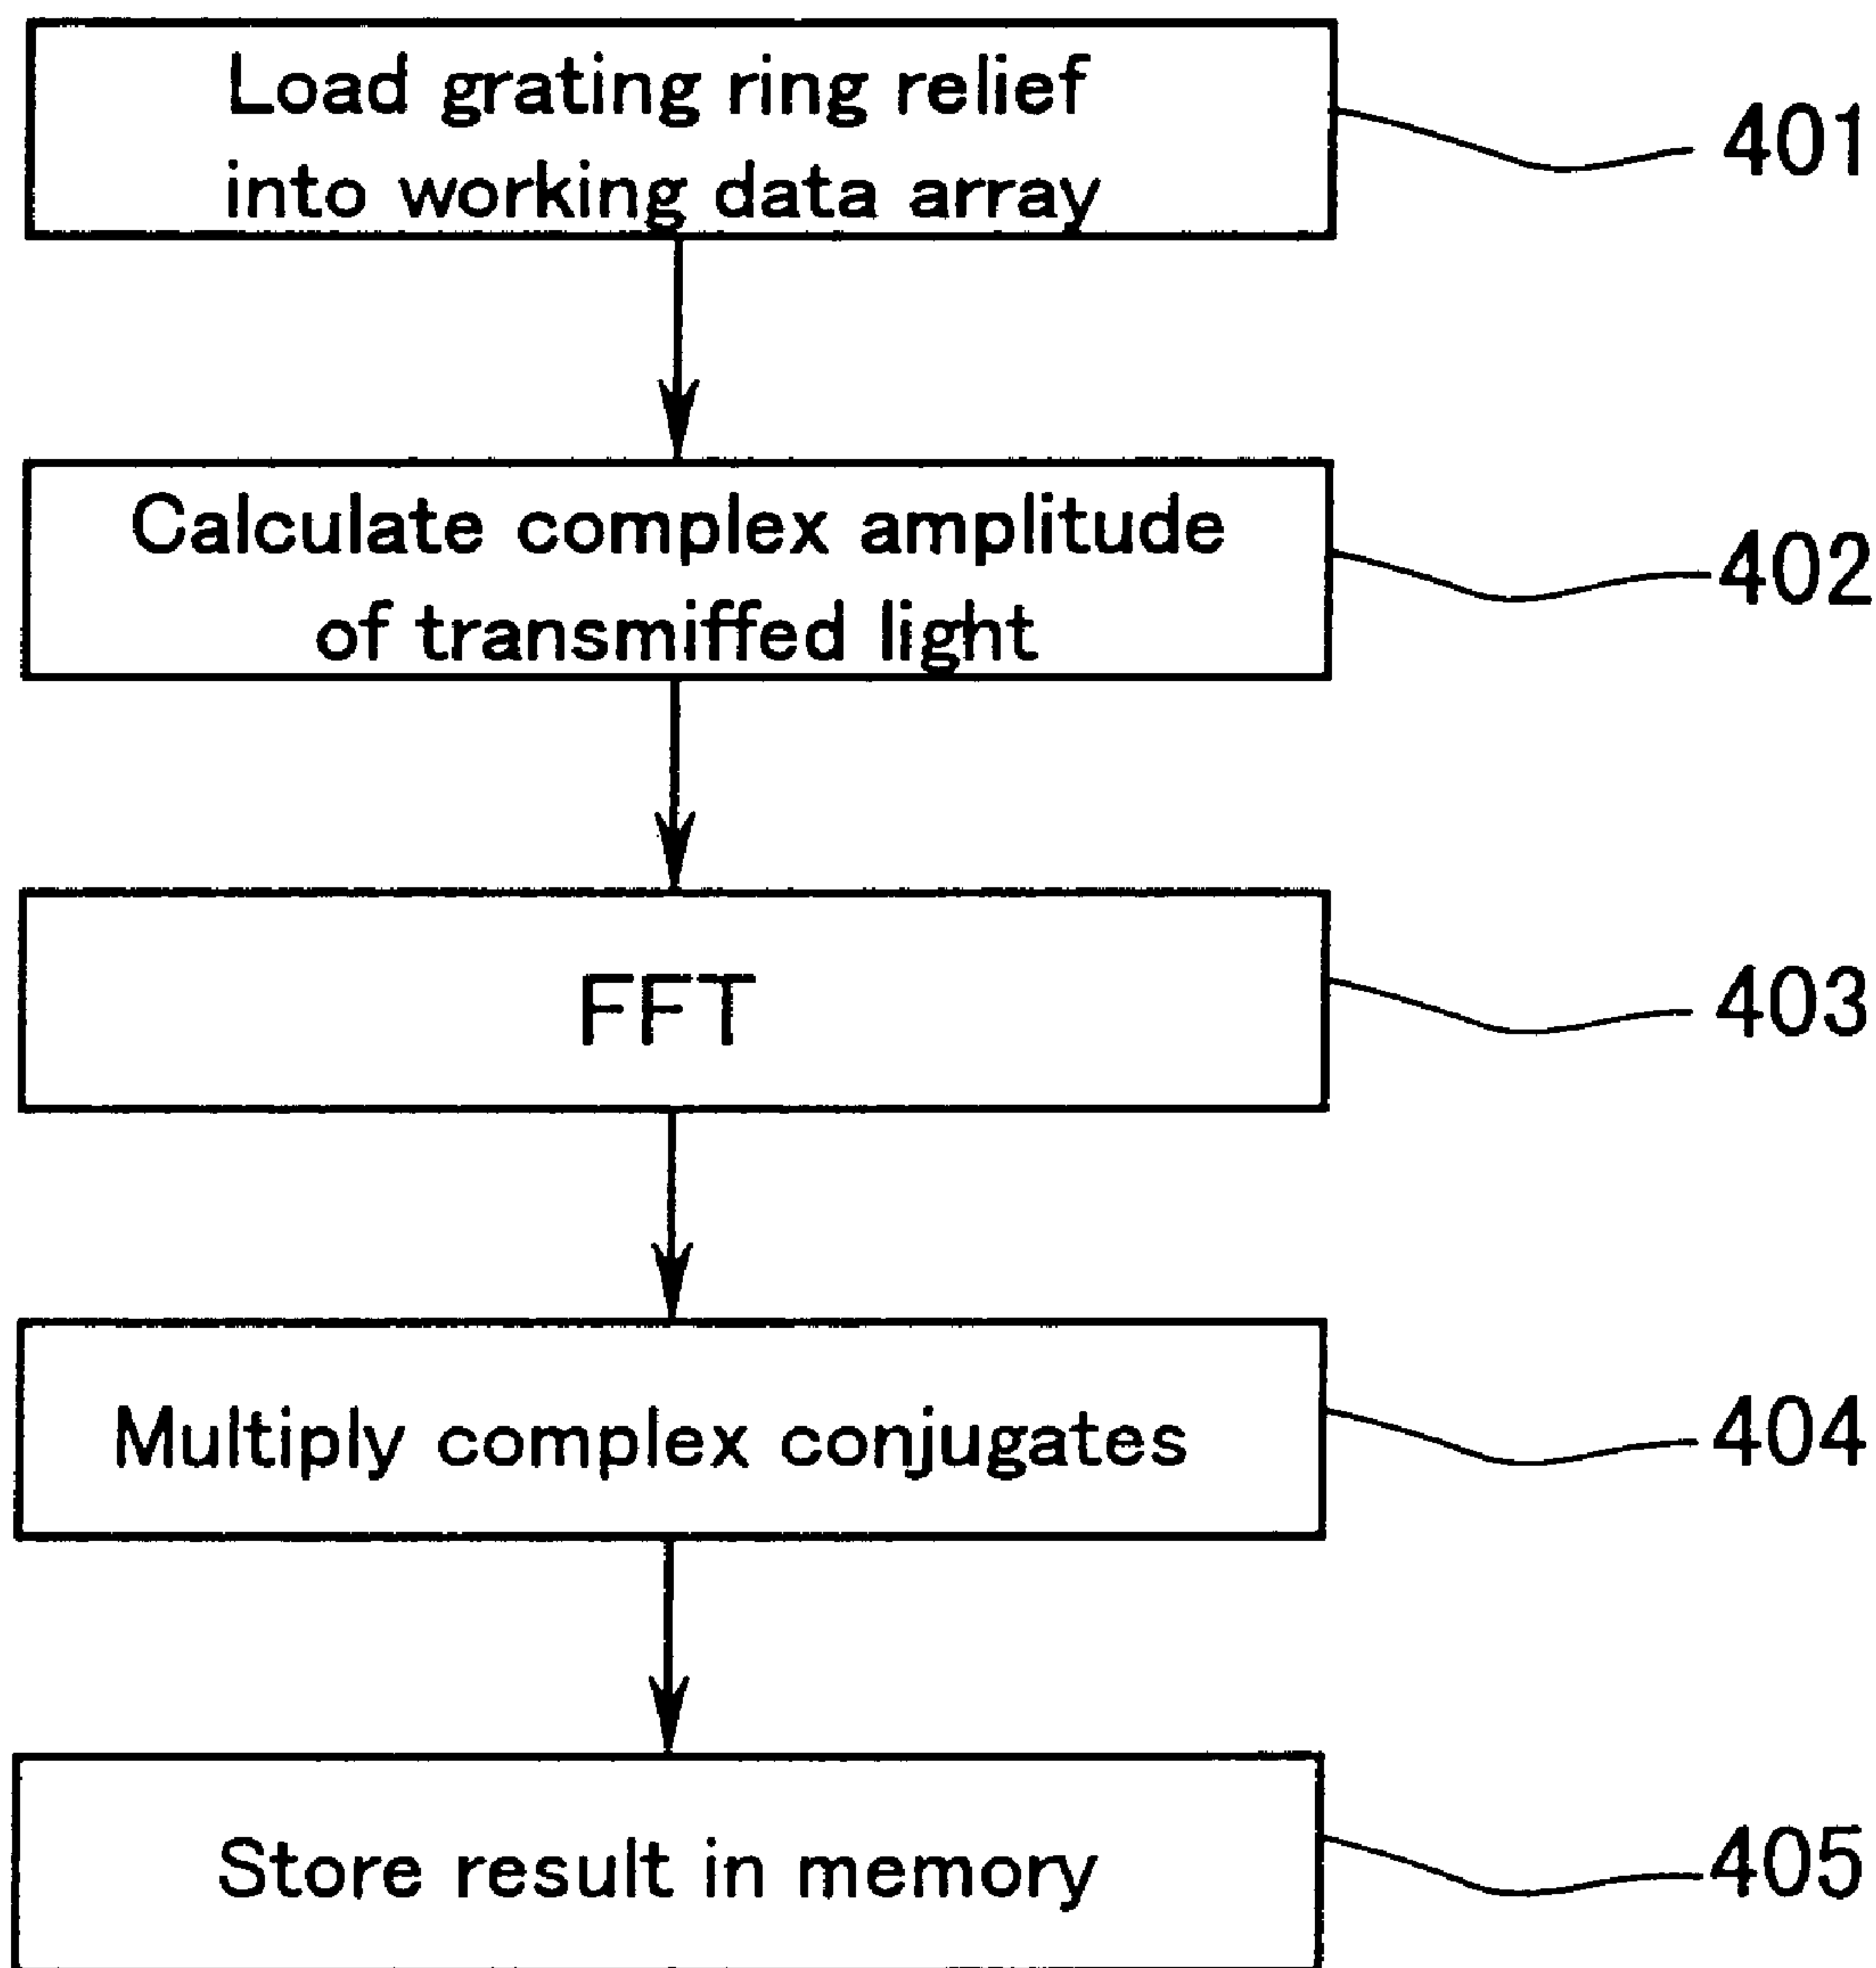 Load grating ring relief
into working data array
401
Calculate complex amplitude
of transmiffed light
402
FFT
403
Multiply complex conjugates
404
Store result in memory
405